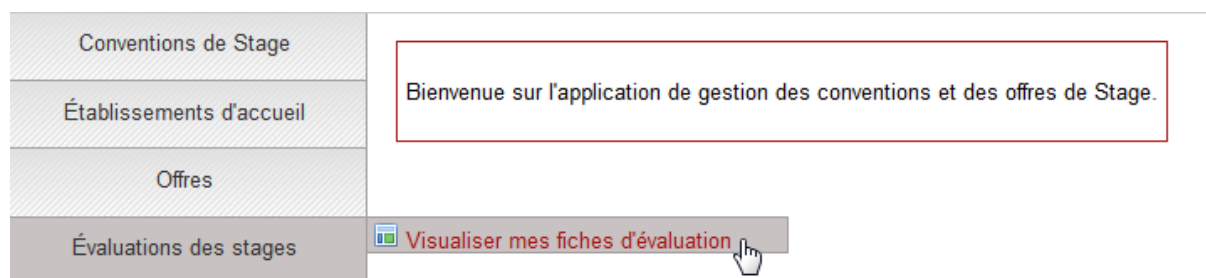 Conventions de Stage
Bienvenue sur l'application de gestion des conventions et des offres de Stage.
Établissements d'accueil
Offres
Évaluations des stages
Visualiser mes fiches d'évaluation